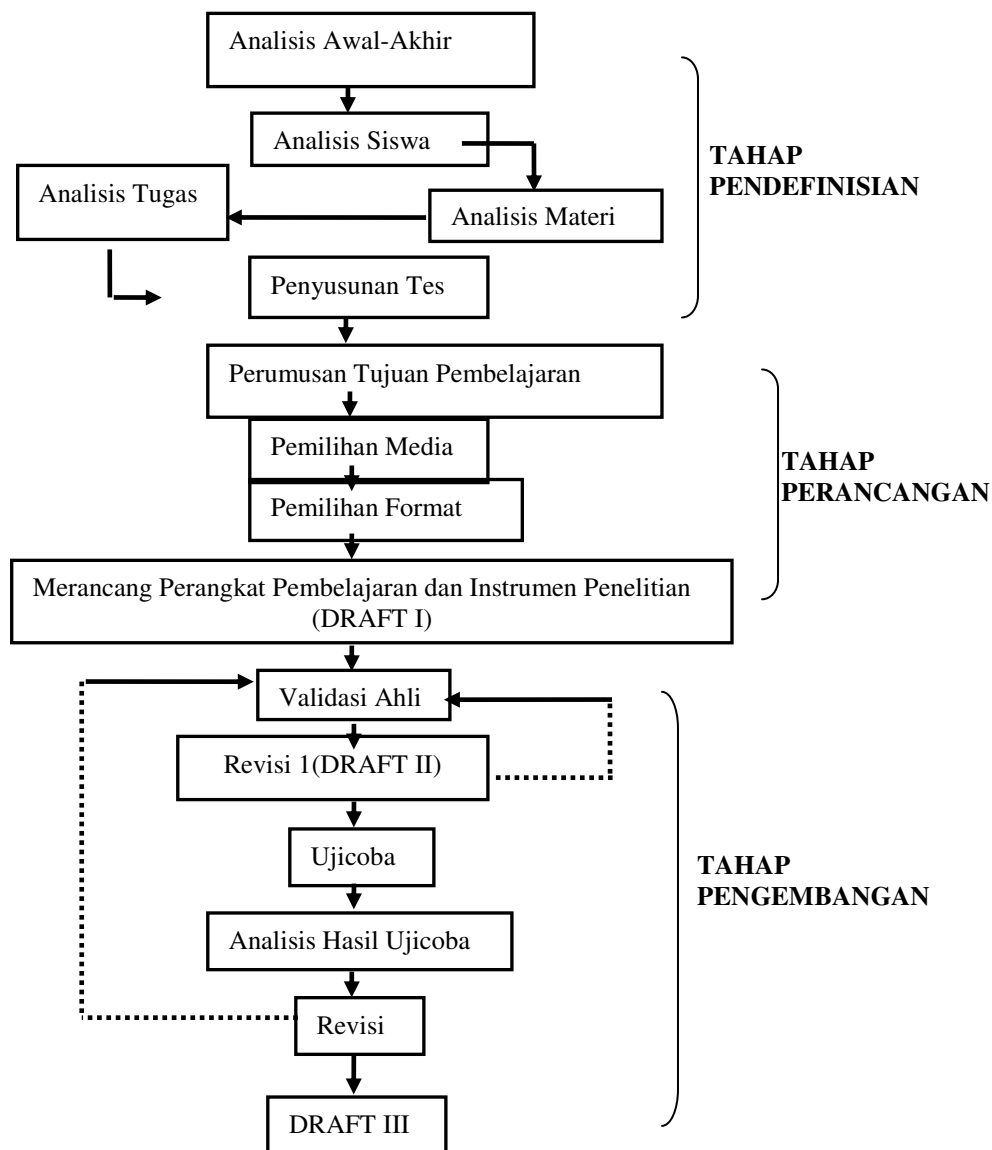 Analisis Awal-Akhir
Analisis Siswa
TAHAP
PENDEFINISIAN
Analisis Tugas
Analisis Materi
Penyusunan Tes
Perumusan Tujuan Pembelajaran
Pemilihan Media
TAHAP
PERANCANGAN
Pemilihan Format
Merancang Perangkat Pembelajaran dan Instrumen Penelitian
(DRAFT I)
Validasi Ahli
Revisi 1(DRAFT II)
Ujicoba
TAHAP
PENGEMBANGAN
Analisis Hasil Ujicoba
Revisi
DRAFT III